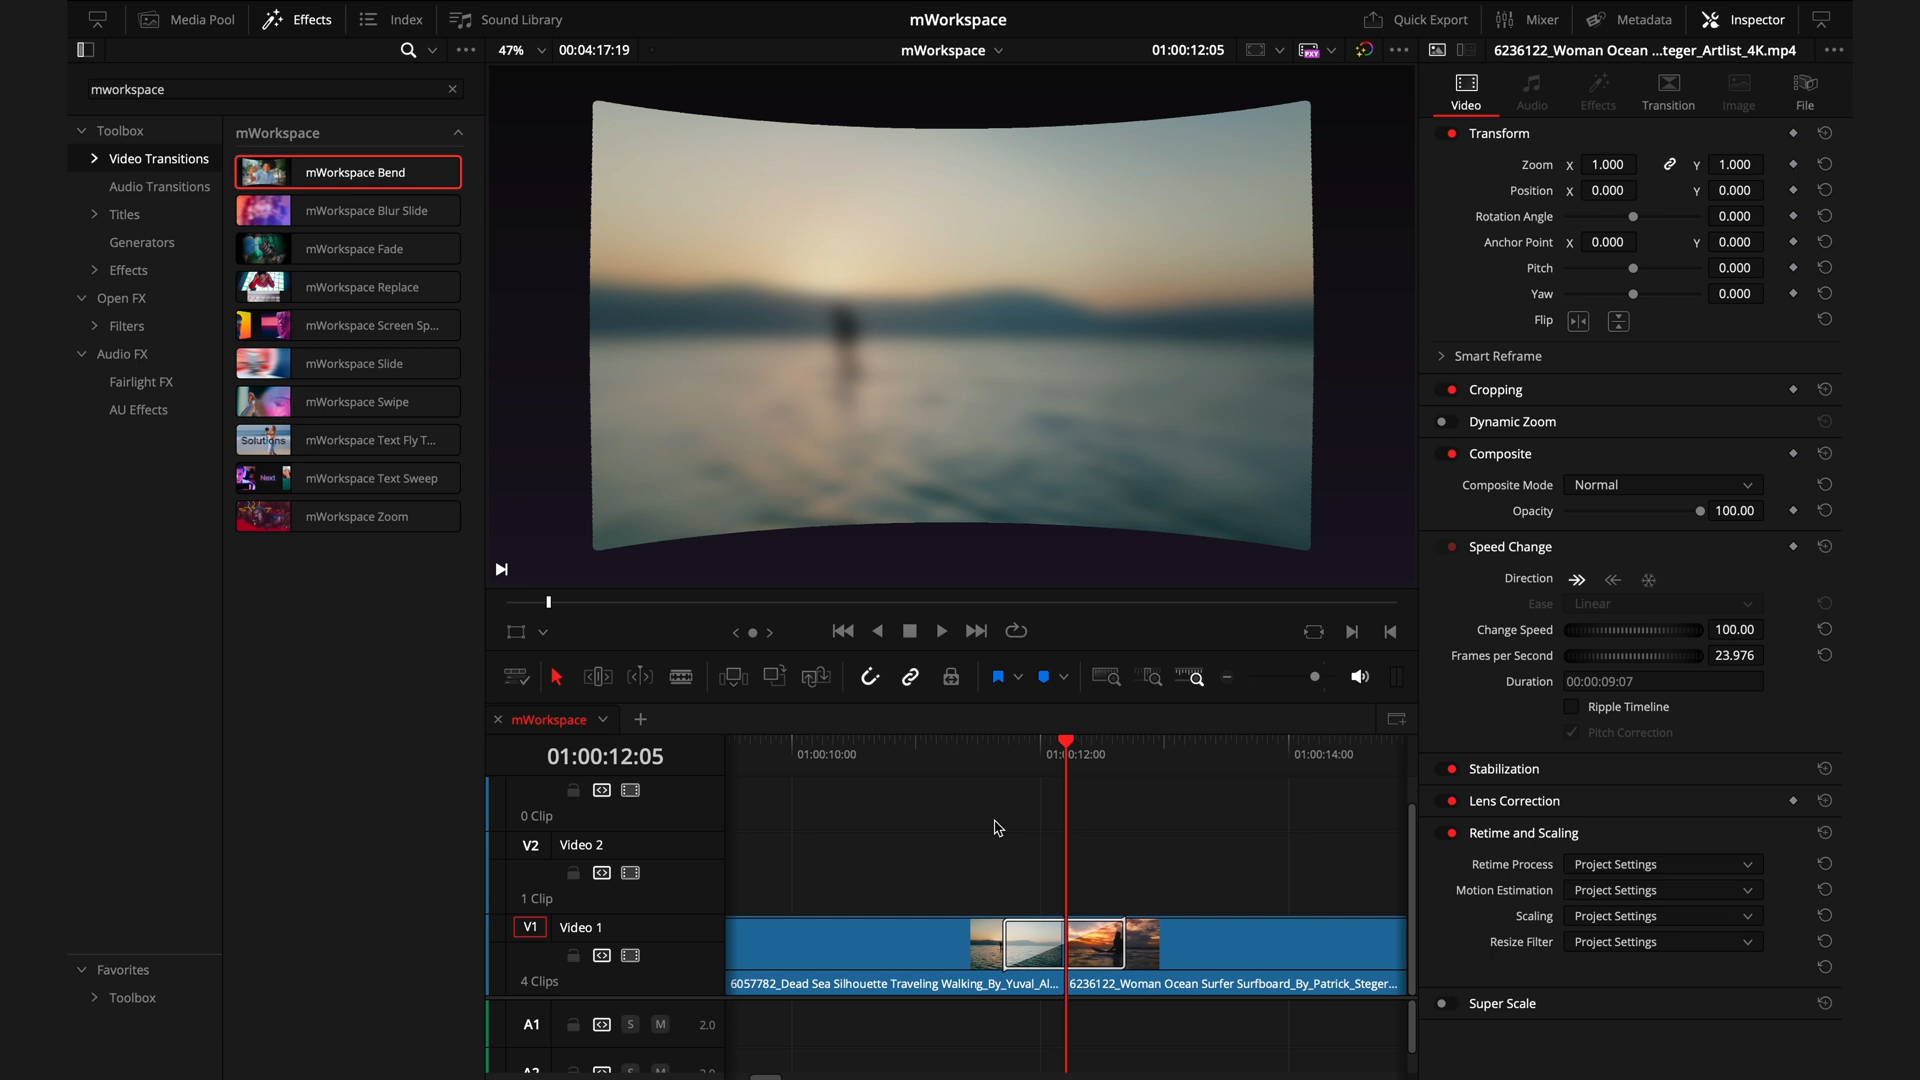 Media Pool
Effects
Index
Sound Library
mWorkspace
Quick Export
Mixer
Metadata
Inspector
47%
00:04:17:19
mWorkspace
01:00:12:05
PXY
6236122_Woman Ocean ...teger_Artlist_4K.mp4
mworkspace
Toolbox
Video Transitions
Audio Transitions
Titles
Generators
Effects
Open FX
Filters
Audio FX
Fairlight FX
AU Effects
Favorites
Toolbox
mWorkspace
mWorkspace Bend
mWorkspace Blur Slide
mWorkspace Fade
mWorkspace Replace
mWorkspace Screen Sp...
mWorkspace Slide
mWorkspace Swipe
Solutions
mWorkspace Text Fly T...
Next
mWorkspace Text Sweep
mWorkspace Zoom
mWorkspace
01:00:12:05
01:00:10:00
01:00:12:00
01:00:14:00
0 Clip
V2 Video 2
1 Clip
V1 Video 1
4 Clips
6057782_Dead Sea Silhouette Traveling Walking_By_Yuval_Al...
6236122_Woman Ocean Surfer Surfboard_By_Patrick_Steger...
A1 S M 2.0
Video
Audio
Effects
Transition
Image
File
Transform
Zoom X 1.000 Y 1.000
Position X 0.000 Y 0.000
Rotation Angle 0.000
Anchor Point X 0.000 Y 0.000
Pitch 0.000
Yaw 0.000
Flip
Smart Reframe
Cropping
Dynamic Zoom
Composite
Composite Mode Normal
Opacity 100.00
Speed Change
Direction
Ease Linear
Change Speed 100.00
Frames per Second 23.976
Duration 00:00:09:07
Ripple Timeline
Pitch Correction
Stabilization
Lens Correction
Retime and Scaling
Retime Process Project Settings
Motion Estimation Project Settings
Scaling Project Settings
Resize Filter Project Settings
Super Scale